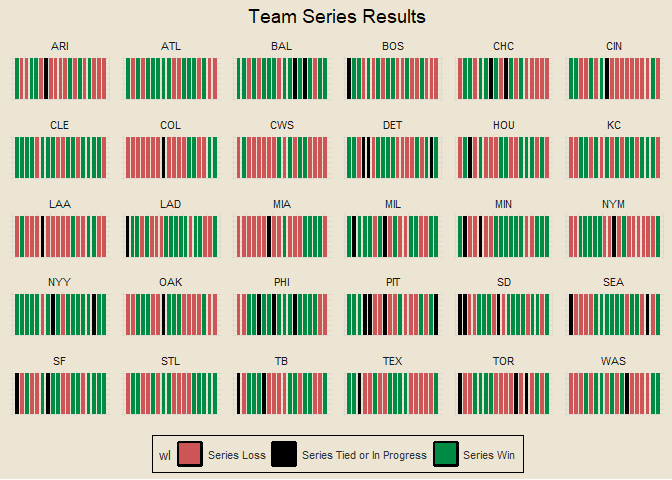 Team Series Results
ARI ATL BAL BOS CHC CIN
CLE COL CWS DET HOU KC
LAA LAD MIA MIL MIN NYM
NYY OAK PHI PIT SD SEA
SF STL TB TEX TOR WAS
wl Series Loss Series Tied or In Progress Series Win